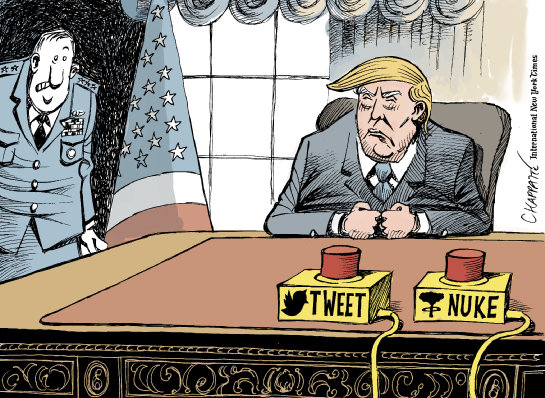 International New York Times
CHAPPATTE
TWEET
NUKE